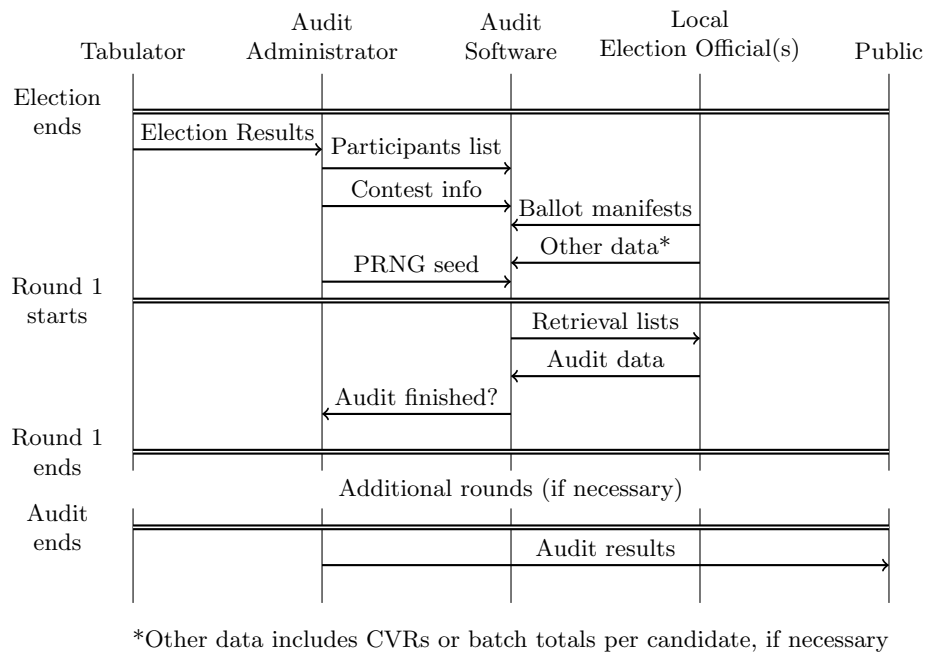 Tabulator
Audit
Administrator
Audit
Software
Local
Election Official(s)
Public
Election
ends
Election Results
Participants list
Contest info
Ballot manifests
Other data*
PRNG seed
Round 1
starts
Retrieval lists
Audit data
Audit finished?
Round 1
ends
Additional rounds (if necessary)
Audit
ends
Audit results
*Other data includes CVRs or batch totals per candidate, if necessary